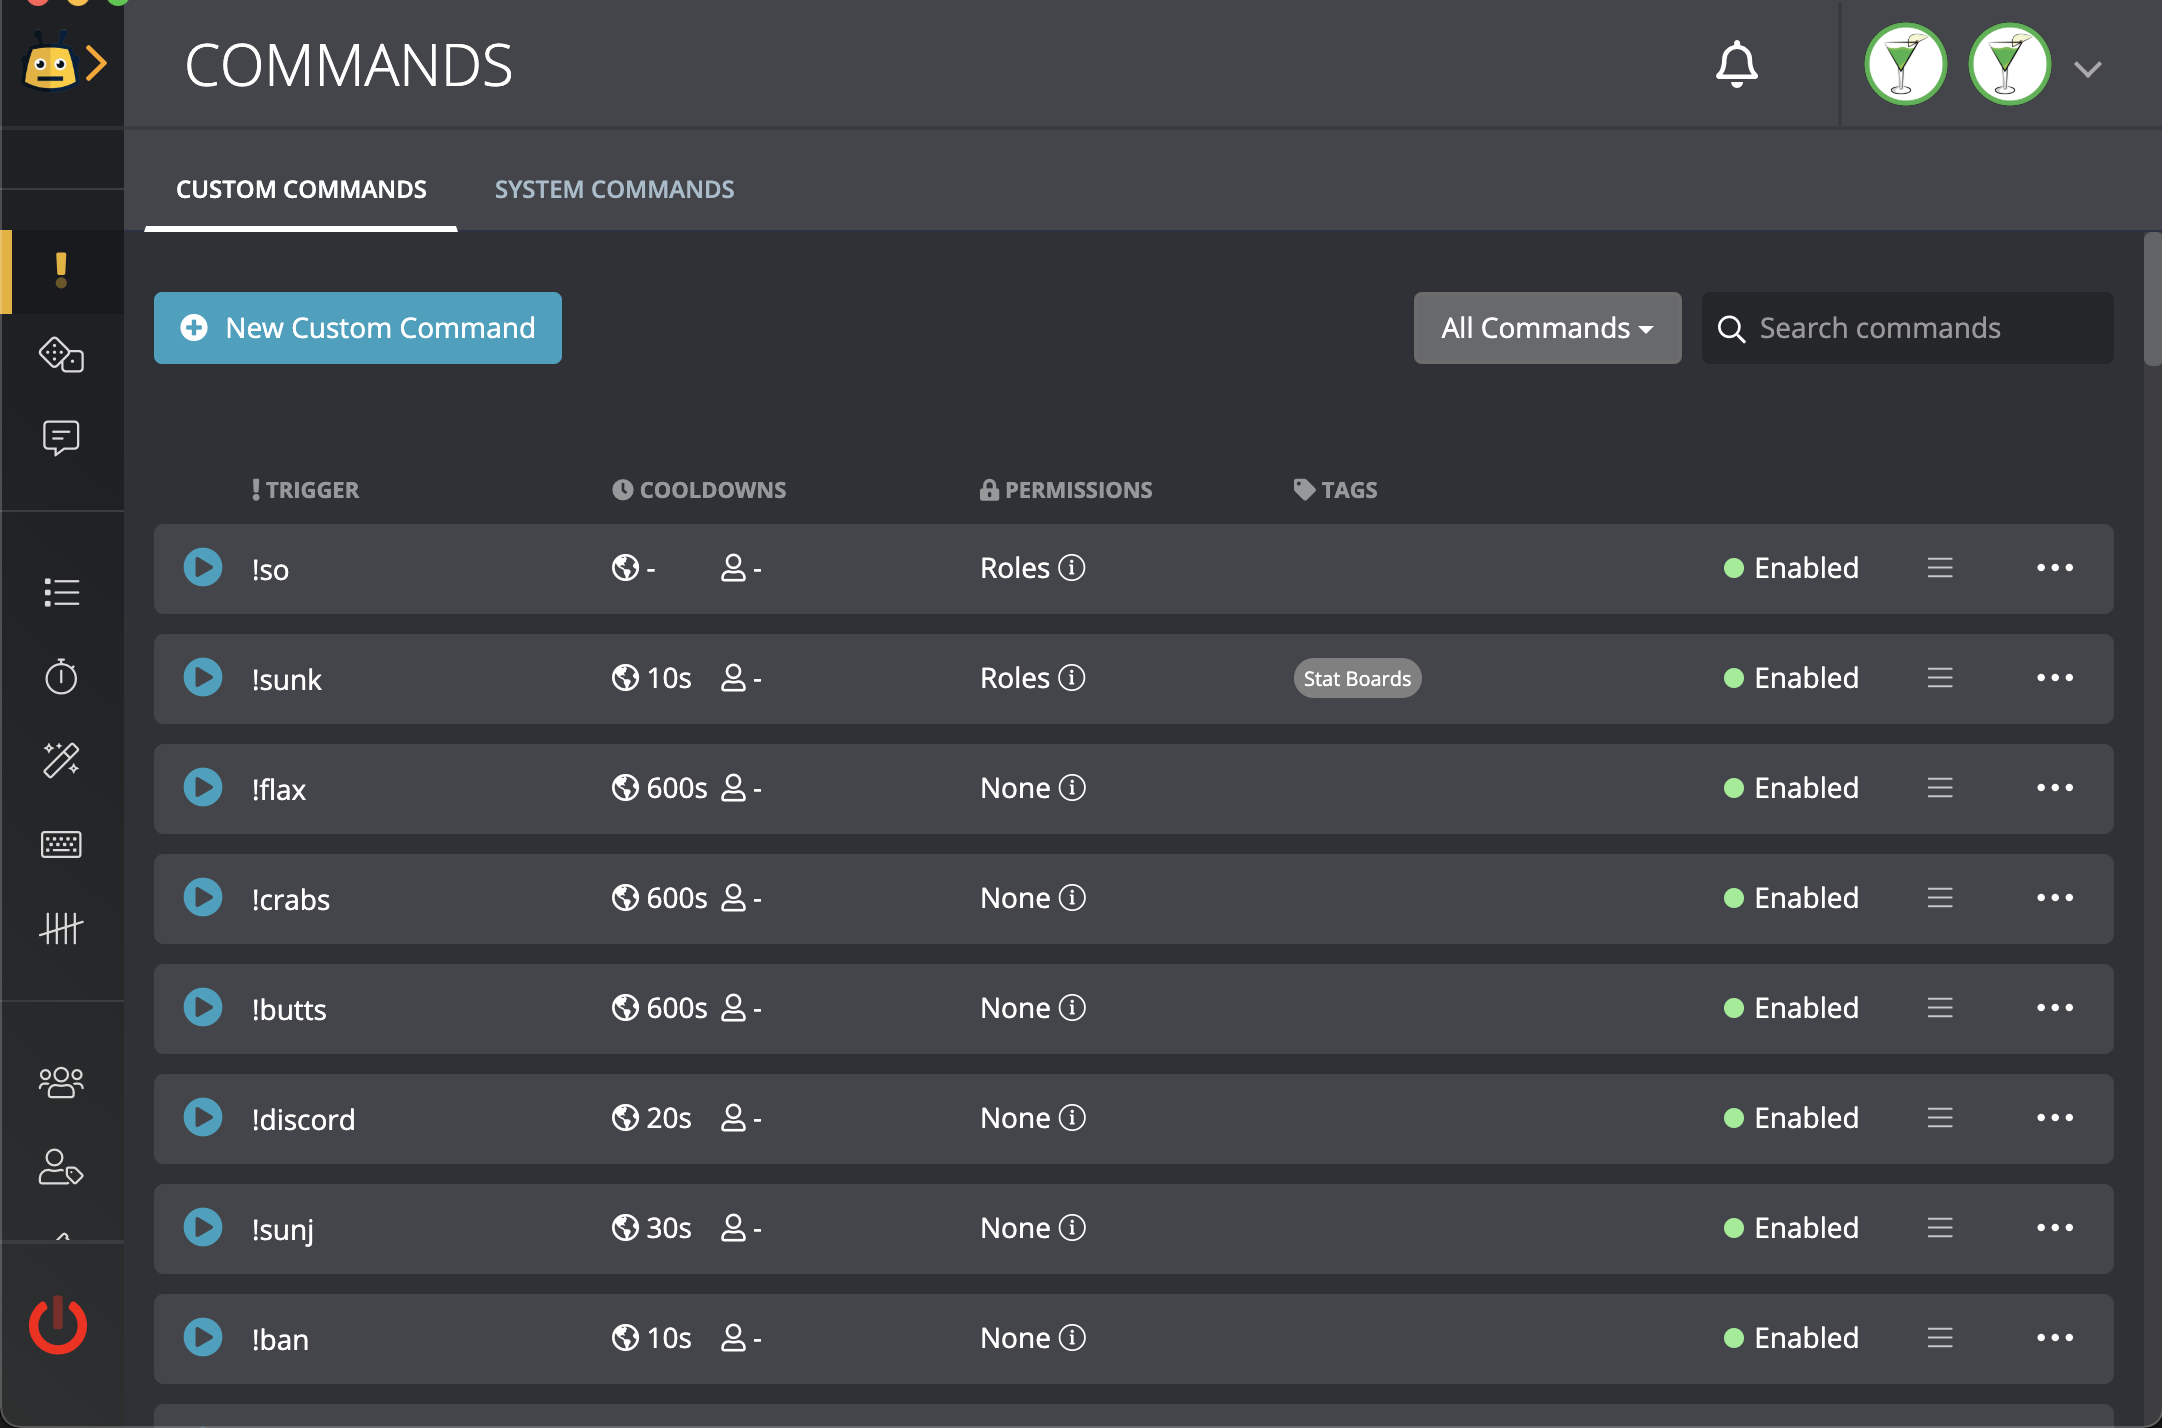 COMMANDS
CUSTOM COMMANDS SYSTEM COMMANDS
New Custom Command All Commands Search commands
TRIGGER COOLDOWNS PERMISSIONS TAGS
!so - - Roles Enabled
!sunk 10s - Roles Stat Boards Enabled
!flax 600s - None Enabled
!crabs 600s - None Enabled
!butts 600s - None Enabled
!discord 20s - None Enabled
!sunj 30s - None Enabled
!ban 10s - None Enabled